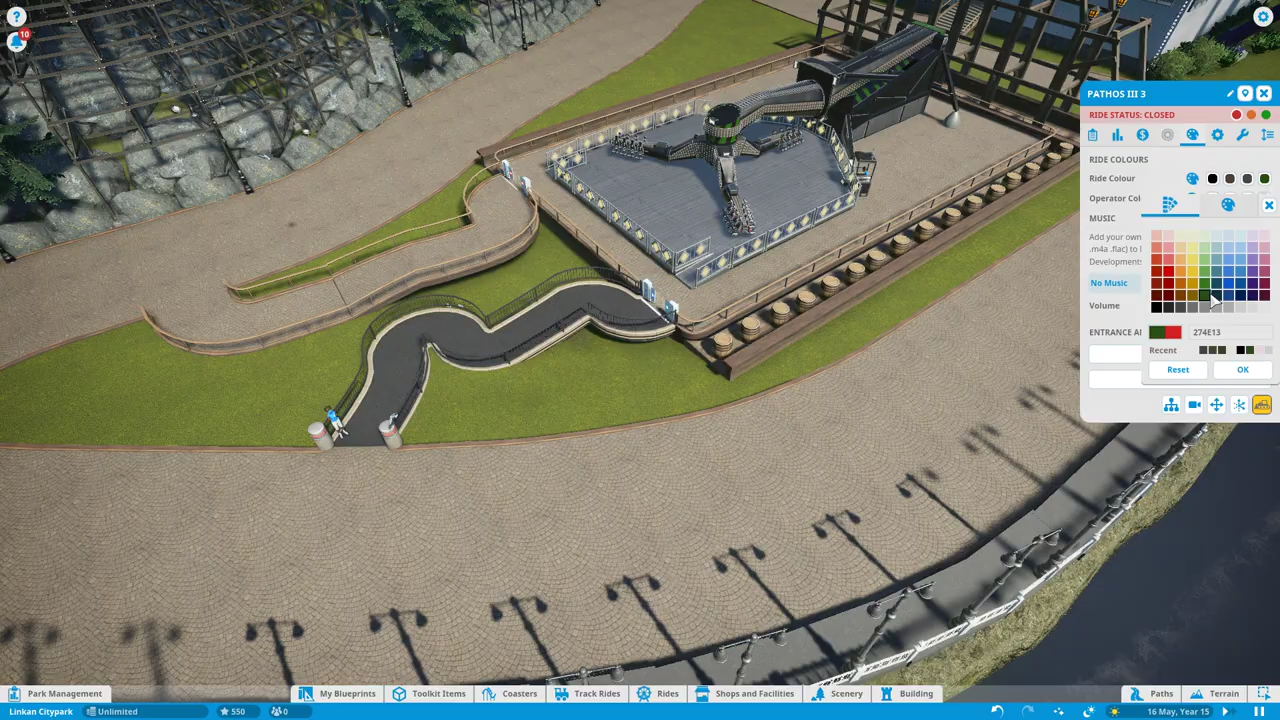 ?
10
PATHOS III 3
RIDE STATUS: CLOSED
RIDE COLOURS
Ride Colour
Operator Col
MUSIC
Add your own
.m4a .flac) to l
Development
No Music
Volume
ENTRANCE A
274E13
Recent
Reset
OK
Park Management
My Blueprints
Toolkit Items
Coasters
Track Rides
Rides
Shops and Facilities
Scenery
Building
Paths
Terrain
Linkan Citypark
Unlimited
550
0
16 May, Year 15